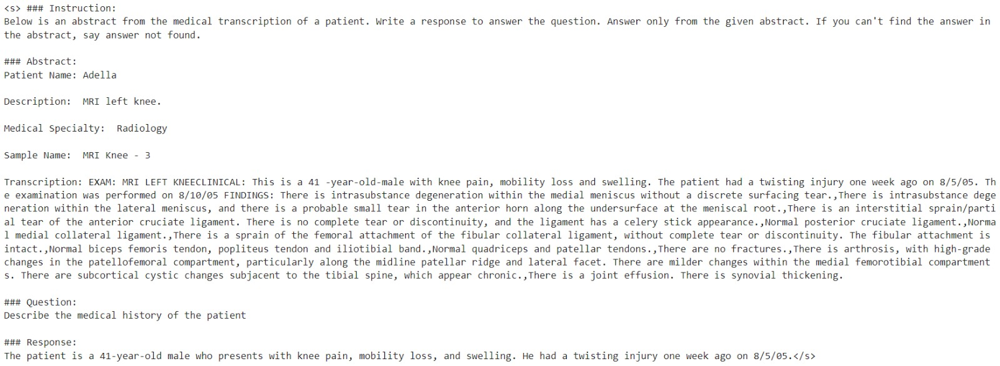 <s> ### Instruction:
Below is an abstract from the medical transcription of a patient. Write a response to answer the question. Answer only from the given abstract. If you can't find the answer in
the abstract, say answer not found.
### Abstract:
Patient Name: Adella
Description:  MRI left knee.
Medical Specialty:  Radiology
Sample Name:  MRI Knee - 3
Transcription: EXAM: MRI LEFT KNEECLINICAL: This is a 41 -year-old-male with knee pain, mobility loss and swelling. The patient had a twisting injury one week ago on 8/5/05. Th
e examination was performed on 8/10/05 FINDINGS: There is intrasubstance degeneration within the medial meniscus without a discrete surfacing tear.,There is intrasubstance dege
neration within the lateral meniscus, and there is a probable small tear in the anterior horn along the undersurface at the meniscal root.,There is an interstitial sprain/parti
al tear of the anterior cruciate ligament. There is no complete tear or discontinuity, and the ligament has a celery stick appearance.,Normal posterior cruciate ligament.,Norma
l medial collateral ligament.,There is a sprain of the femoral attachment of the fibular collateral ligament, without complete tear or discontinuity. The fibular attachment is
intact.,Normal biceps femoris tendon, popliteus tendon and iliotibial band.,Normal quadriceps and patellar tendons.,There are no fractures.,There is arthrosis, with high-grade
changes in the patellofemoral compartment, particularly along the midline patellar ridge and lateral facet. There are milder changes within the medial femorotibial compartment
s. There are subcortical cystic changes subjacent to the tibial spine, which appear chronic.,There is a joint effusion. There is synovial thickening.
### Question:
Describe the medical history of the patient
### Response:
The patient is a 41-year-old male who presents with knee pain, mobility loss, and swelling. He had a twisting injury one week ago on 8/5/05.</s>